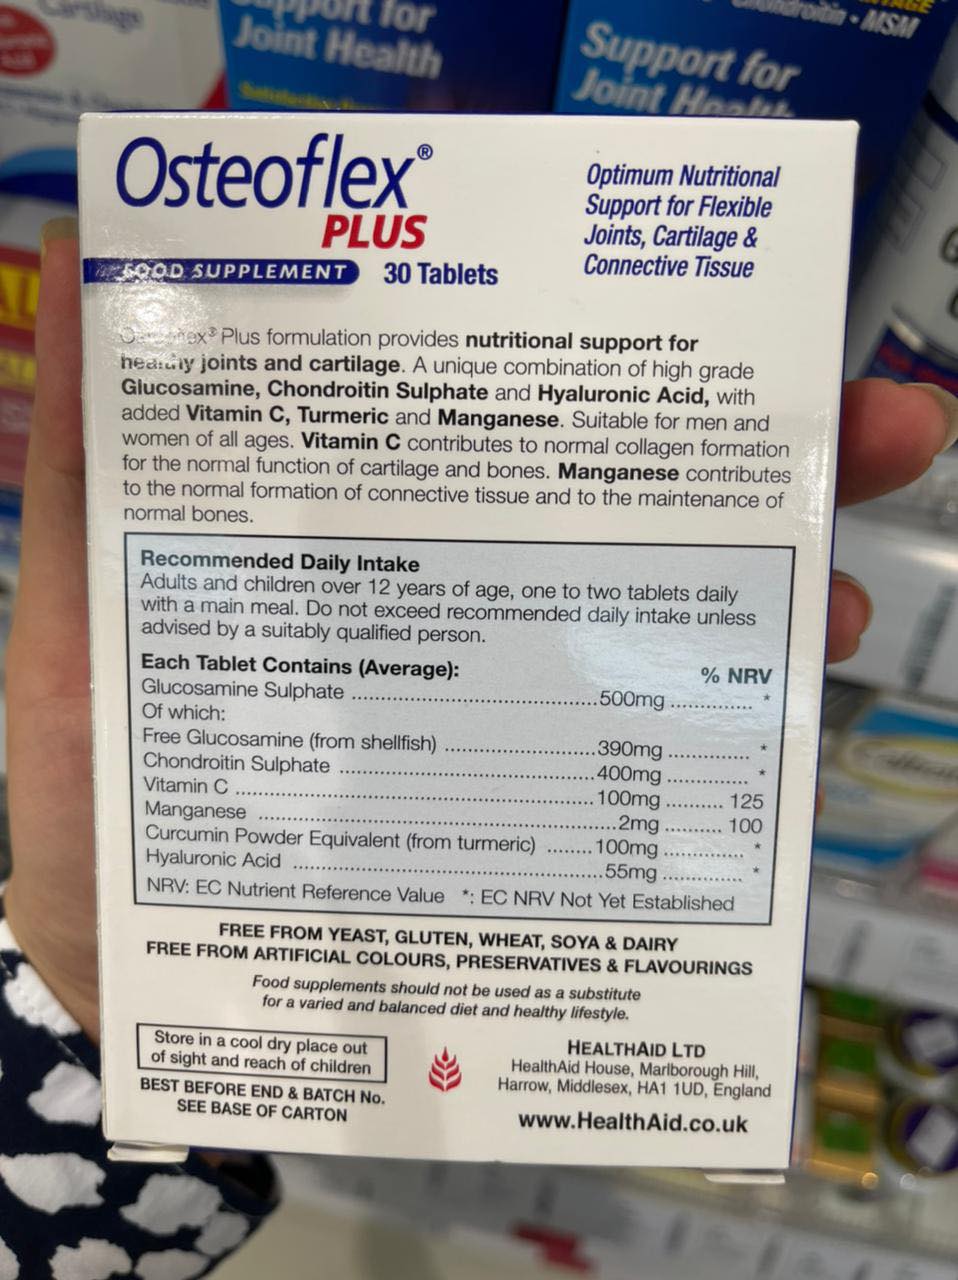 Cartilage
Support for
Joint Health
Chondroitin • MSM
Support for
Joint Health
Osteoflex®
PLUS
FOOD SUPPLEMENT
30 Tablets
Optimum Nutritional
Support for Flexible
Joints, Cartilage &
Connective Tissue
Plus formulation provides nutritional support for
healthy joints and cartilage. A unique combination of high grade
Glucosamine, Chondroitin Sulphate and Hyaluronic Acid, with
added Vitamin C, Turmeric and Manganese. Suitable for men and
women of all ages. Vitamin C contributes to normal collagen formation
for the normal function of cartilage and bones. Manganese contributes
to the normal formation of connective tissue and to the maintenance of
normal bones.
Recommended Daily Intake
Adults and children over 12 years of age, one to two tablets daily
with a main meal. Do not exceed recommended daily intake unless
advised by a suitably qualified person.
Each Tablet Contains (Average): % NRV
Glucosamine Sulphate ........ 500mg ........ *
Of which:
Free Glucosamine (from shellfish) ........ 390mg ........ *
Chondroitin Sulphate ........ 400mg ........ *
Vitamin C ........ 100mg ........ 125
Manganese ........ 2mg ........ 100
Curcumin Powder Equivalent (from turmeric) ........ 100mg ........ *
Hyaluronic Acid ........ 55mg ........ *
NRV: EC Nutrient Reference Value *: EC NRV Not Yet Established
FREE FROM YEAST, GLUTEN, WHEAT, SOYA & DAIRY
FREE FROM ARTIFICIAL COLOURS, PRESERVATIVES & FLAVOURINGS
Food supplements should not be used as a substitute
for a varied and balanced diet and healthy lifestyle.
Store in a cool dry place out
of sight and reach of children
BEST BEFORE END & BATCH No.
SEE BASE OF CARTON
HEALTHAID LTD
HealthAid House, Marlborough Hill,
Harrow, Middlesex, HA1 1UD, England
www.HealthAid.co.uk